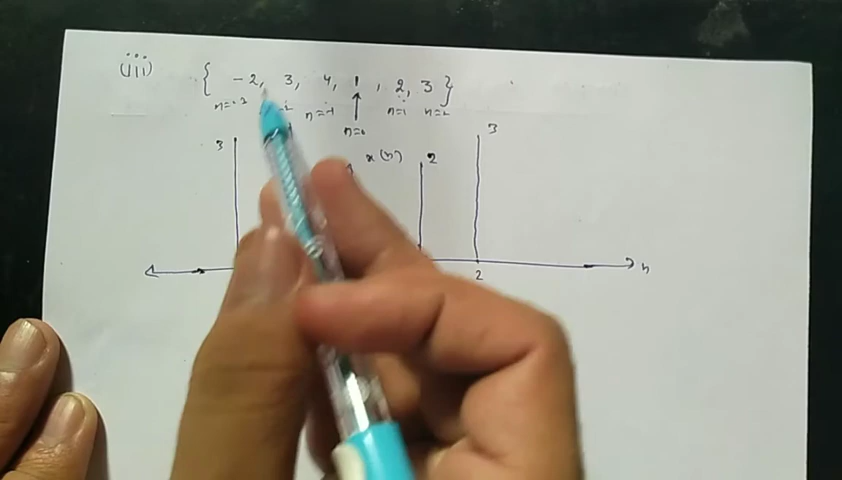 (iii) { -2, 3, 4, 1, 2, 3 }
n=-1 n=1 n=2
n=0
3 x(n) 2 3
2 n